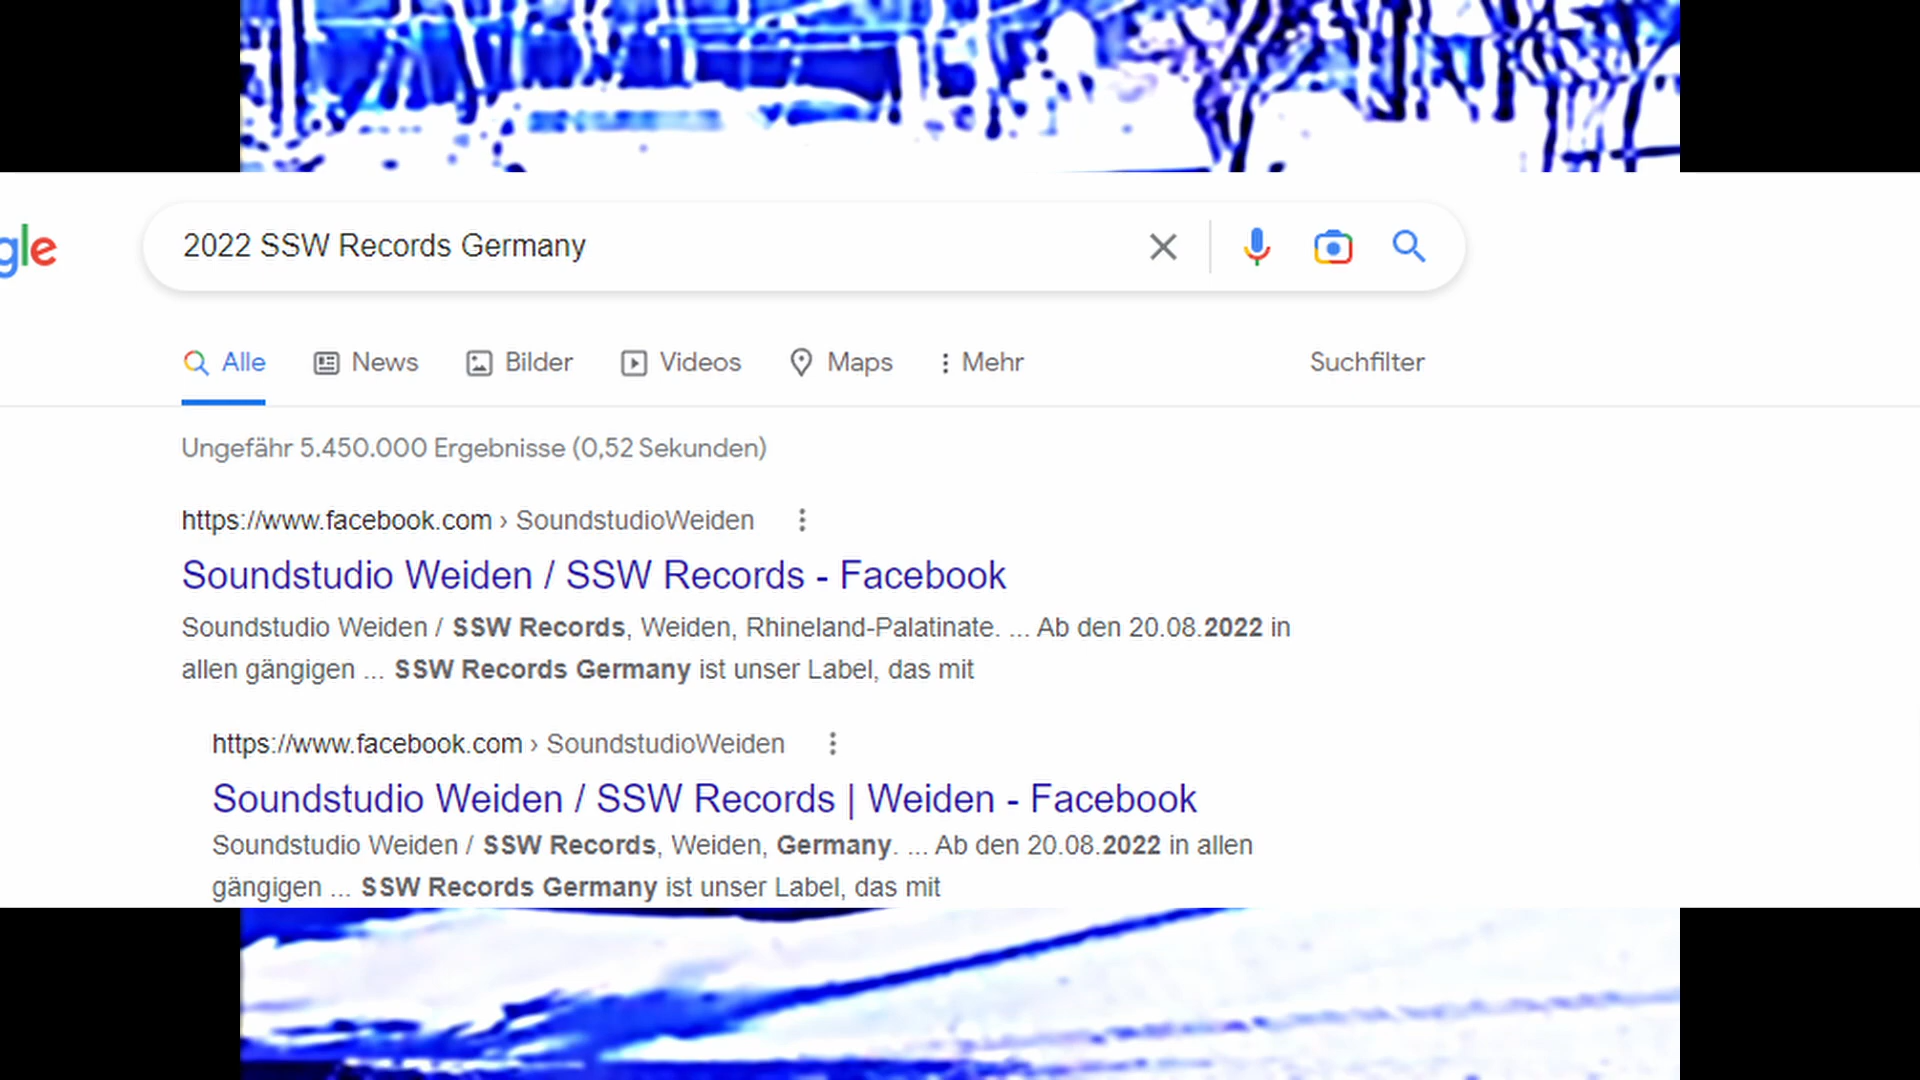 gle
2022 SSW Records Germany
Alle News Bilder Videos Maps Mehr Suchfilter
Ungefähr 5.450.000 Ergebnisse (0,52 Sekunden)
https://www.facebook.com › SoundstudioWeiden
Soundstudio Weiden / SSW Records - Facebook
Soundstudio Weiden / SSW Records, Weiden, Rhineland-Palatinate. ... Ab den 20.08.2022 in
allen gängigen ... SSW Records Germany ist unser Label, das mit
https://www.facebook.com › SoundstudioWeiden
Soundstudio Weiden / SSW Records | Weiden - Facebook
Soundstudio Weiden / SSW Records, Weiden, Germany. ... Ab den 20.08.2022 in allen
gängigen ... SSW Records Germany ist unser Label, das mit